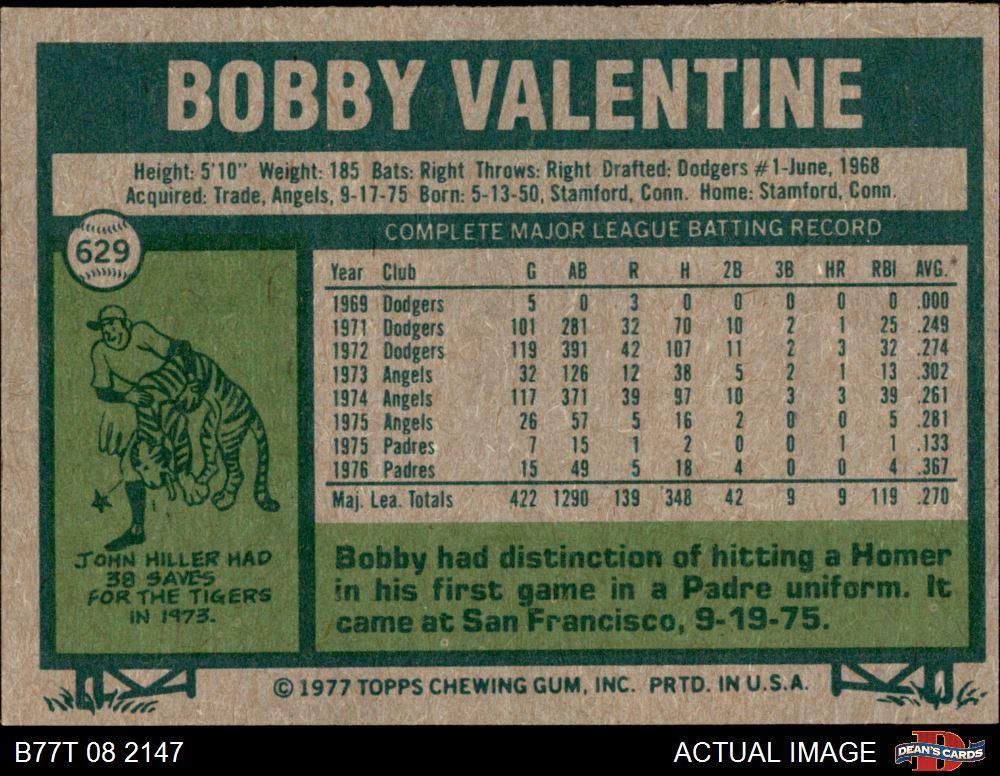 BOBBY VALENTINE
Height: 5'10" Weight: 185 Bats: Right Throws: Right Drafted: Dodgers #1-June, 1968
Acquired: Trade, Angels, 9-17-75 Born: 5-13-50, Stamford, Conn. Home: Stamford, Conn.
629
COMPLETE MAJOR LEAGUE BATTING RECORD
Year Club G AB R H 2B 3B HR RBI AVG.
1969 Dodgers 5 0 3 0 0 0 0 0 .000
1971 Dodgers 101 281 32 70 10 2 1 25 .249
1972 Dodgers 119 391 42 107 11 2 3 32 .274
1973 Angels 32 126 12 38 5 2 1 13 .302
1974 Angels 117 371 39 97 10 3 3 39 .261
1975 Angels 26 57 5 16 2 0 0 5 .281
1975 Padres 7 15 1 2 0 0 1 1 .133
1976 Padres 15 49 5 18 4 0 0 4 .367
Maj. Lea. Totals 422 1290 139 348 42 9 9 119 .270
JOHN HILLER HAD
38 SAVES
FOR THE TIGERS
IN 1973.
Bobby had distinction of hitting a Homer
in his first game in a Padre uniform. It
came at San Francisco, 9-19-75.
© 1977 TOPPS CHEWING GUM, INC. PRTD. IN U.S.A.
B77T 08 2147
ACTUAL IMAGE
DEAN'S CARDS